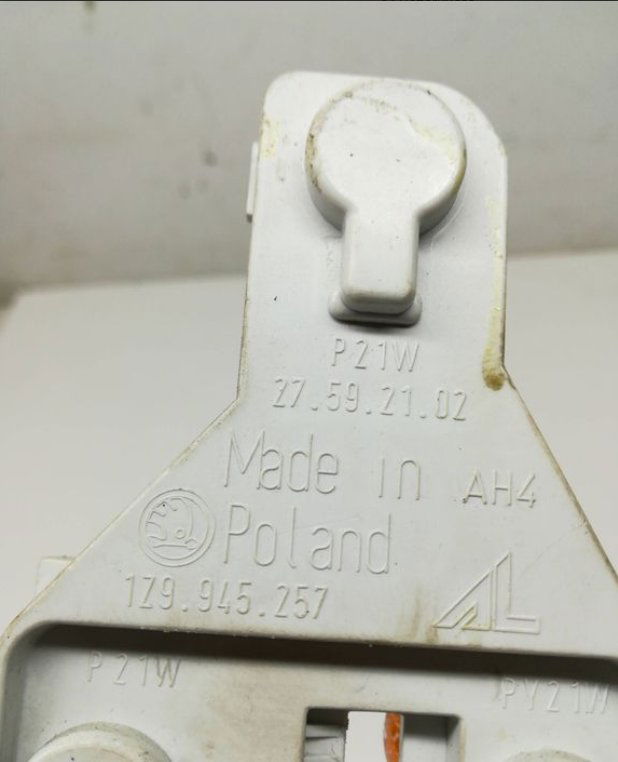 P21W
27.59.21.02
Made in AH4
Poland
1Z9.945.257
AL
P21W
PY21W